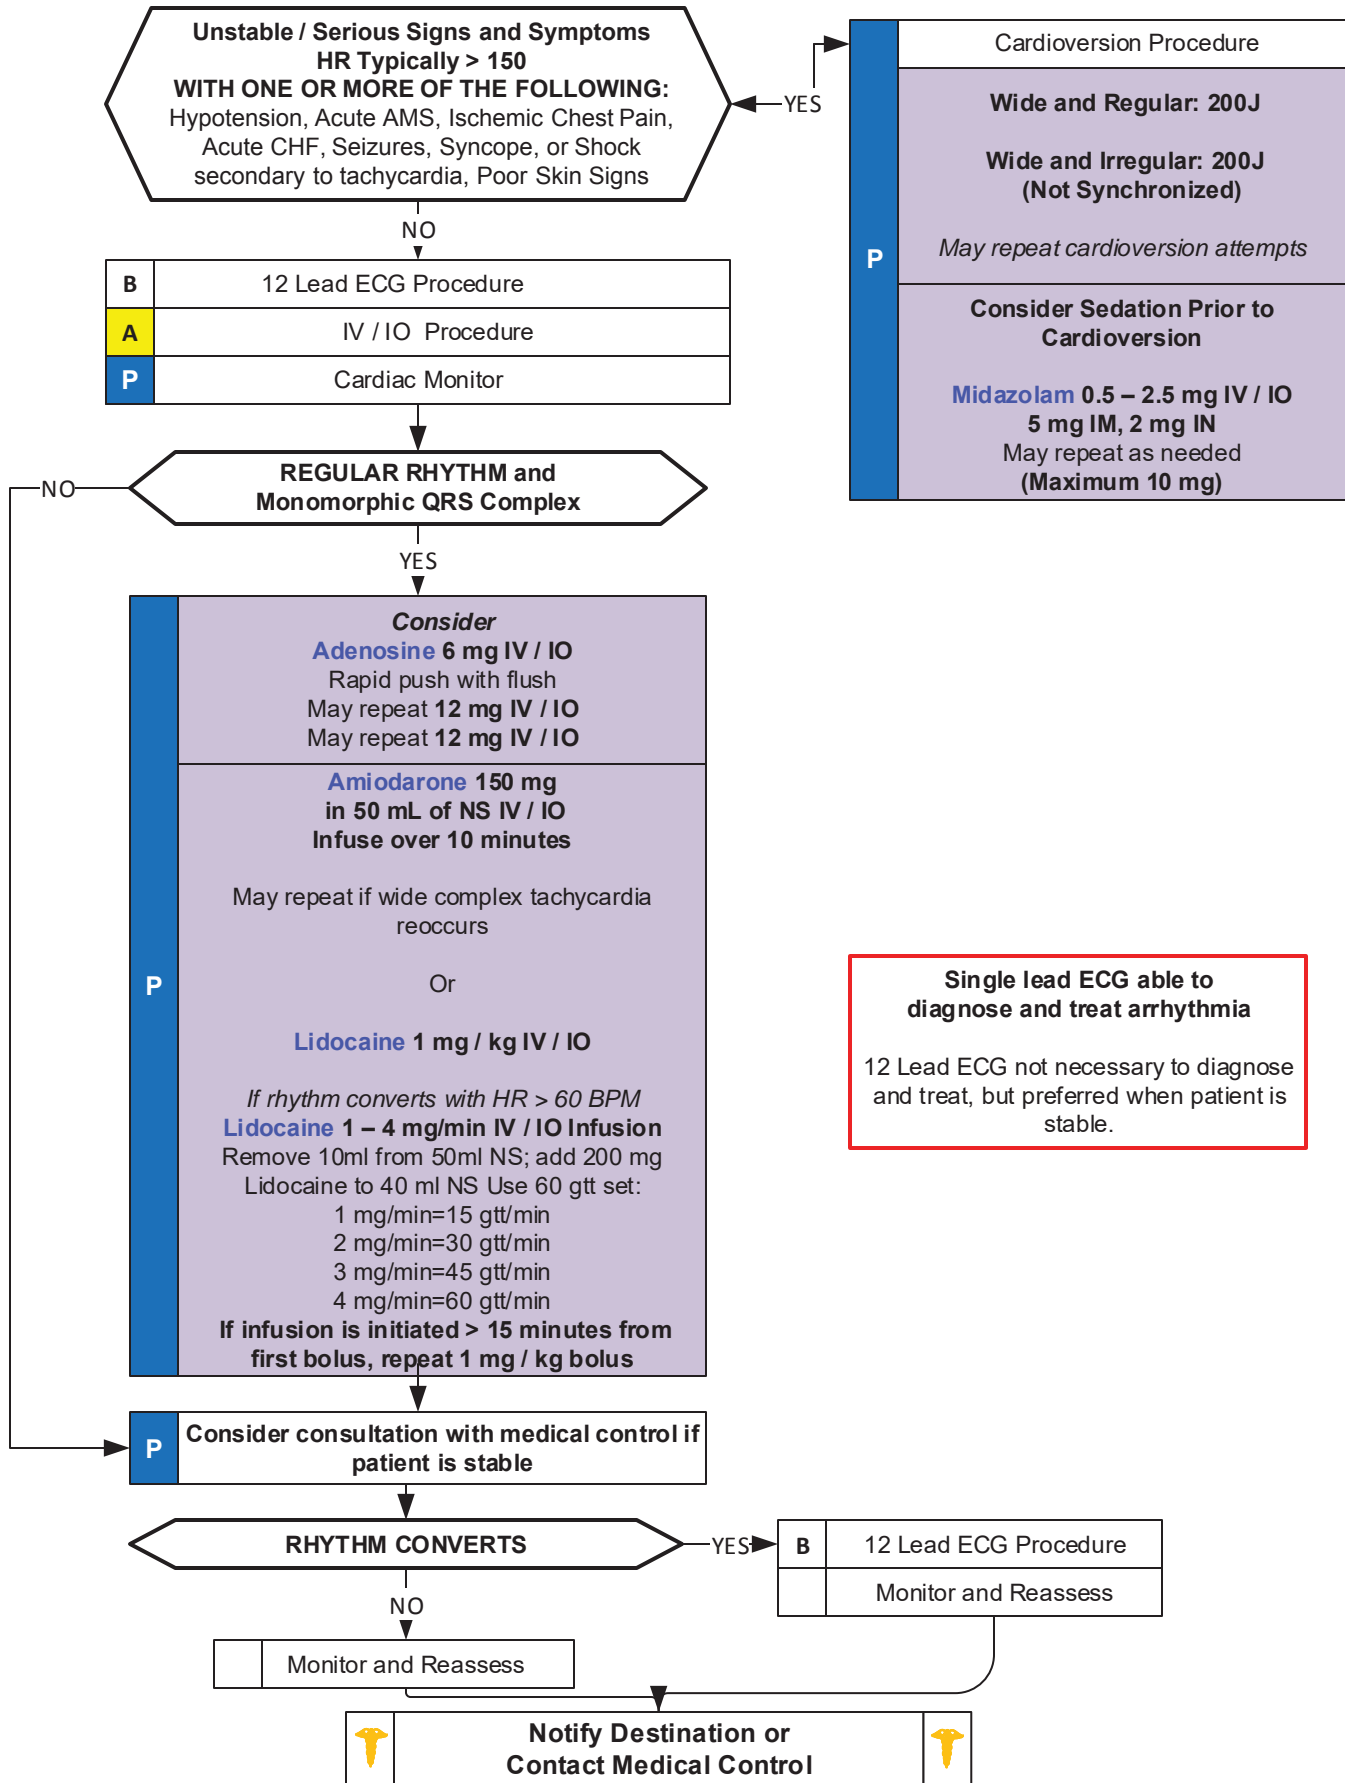 Unstable / Serious Signs and Symptoms
HR Typically > 150
WITH ONE OR MORE OF THE FOLLOWING:
Hypotension, Acute AMS, Ischemic Chest Pain,
Acute CHF, Seizures, Syncope, or Shock
secondary to tachycardia, Poor Skin Signs
YES
P
Cardioversion Procedure
Wide and Regular: 200J
Wide and Irregular: 200J
(Not Synchronized)
May repeat cardioversion attempts
Consider Sedation Prior to
Cardioversion
Midazolam 0.5 – 2.5 mg IV / IO
5 mg IM, 2 mg IN
May repeat as needed
(Maximum 10 mg)
NO
B 12 Lead ECG Procedure
A IV / IO Procedure
P Cardiac Monitor
REGULAR RHYTHM and
Monomorphic QRS Complex
NO
YES
P
Consider
Adenosine 6 mg IV / IO
Rapid push with flush
May repeat 12 mg IV / IO
May repeat 12 mg IV / IO
Amiodarone 150 mg
in 50 mL of NS IV / IO
Infuse over 10 minutes
May repeat if wide complex tachycardia
reoccurs
Or
Lidocaine 1 mg / kg IV / IO
If rhythm converts with HR > 60 BPM
Lidocaine 1 – 4 mg/min IV / IO Infusion
Remove 10ml from 50ml NS; add 200 mg
Lidocaine to 40 ml NS Use 60 gtt set:
1 mg/min=15 gtt/min
2 mg/min=30 gtt/min
3 mg/min=45 gtt/min
4 mg/min=60 gtt/min
If infusion is initiated > 15 minutes from
first bolus, repeat 1 mg / kg bolus
Single lead ECG able to
diagnose and treat arrhythmia
12 Lead ECG not necessary to diagnose
and treat, but preferred when patient is
stable.
P
Consider consultation with medical control if
patient is stable
RHYTHM CONVERTS
YES
B 12 Lead ECG Procedure
Monitor and Reassess
NO
Monitor and Reassess
Notify Destination or
Contact Medical Control